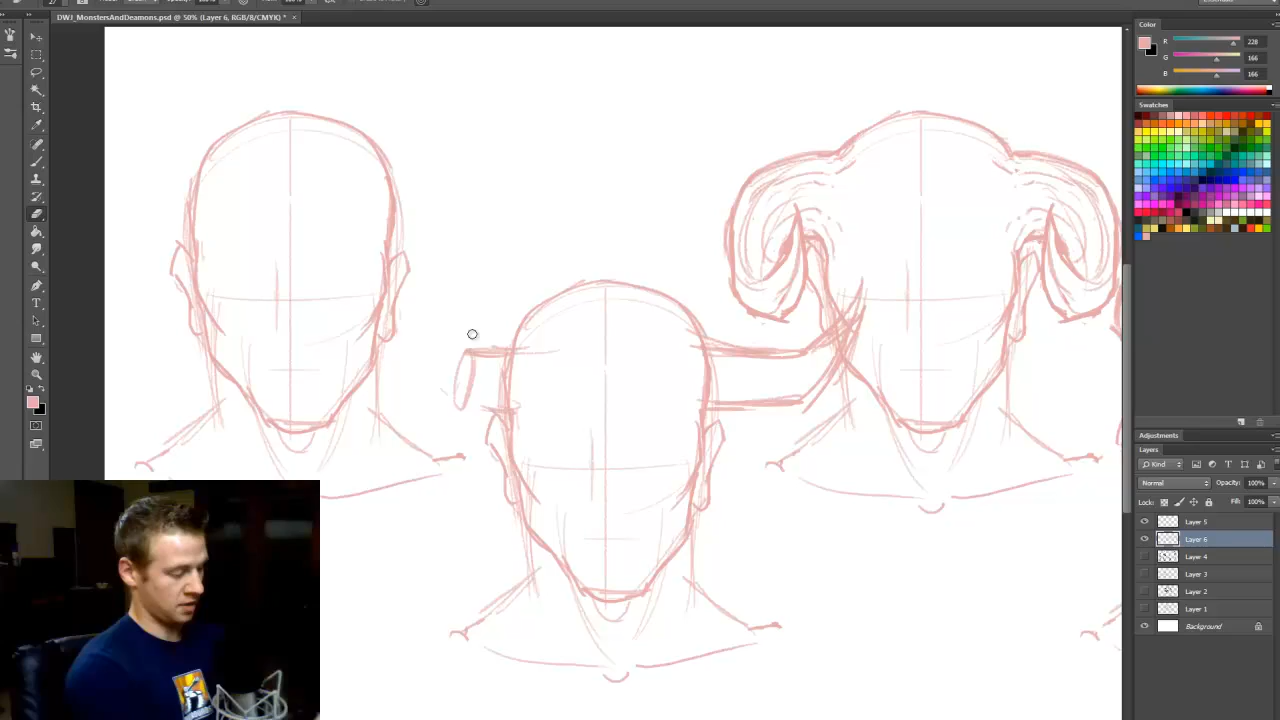 DWJ_MonstersAndDeamons.psd @ 50% (Layer 6, RGB/8/CMYK) * ×
Color
R 228
G 166
B 166
Swatches
Adjustments
Layers
Kind
Normal Opacity: 100%
Lock: Fill: 100%
Layer 5
Layer 6
Layer 4
Layer 3
Layer 2
Layer 1
Background